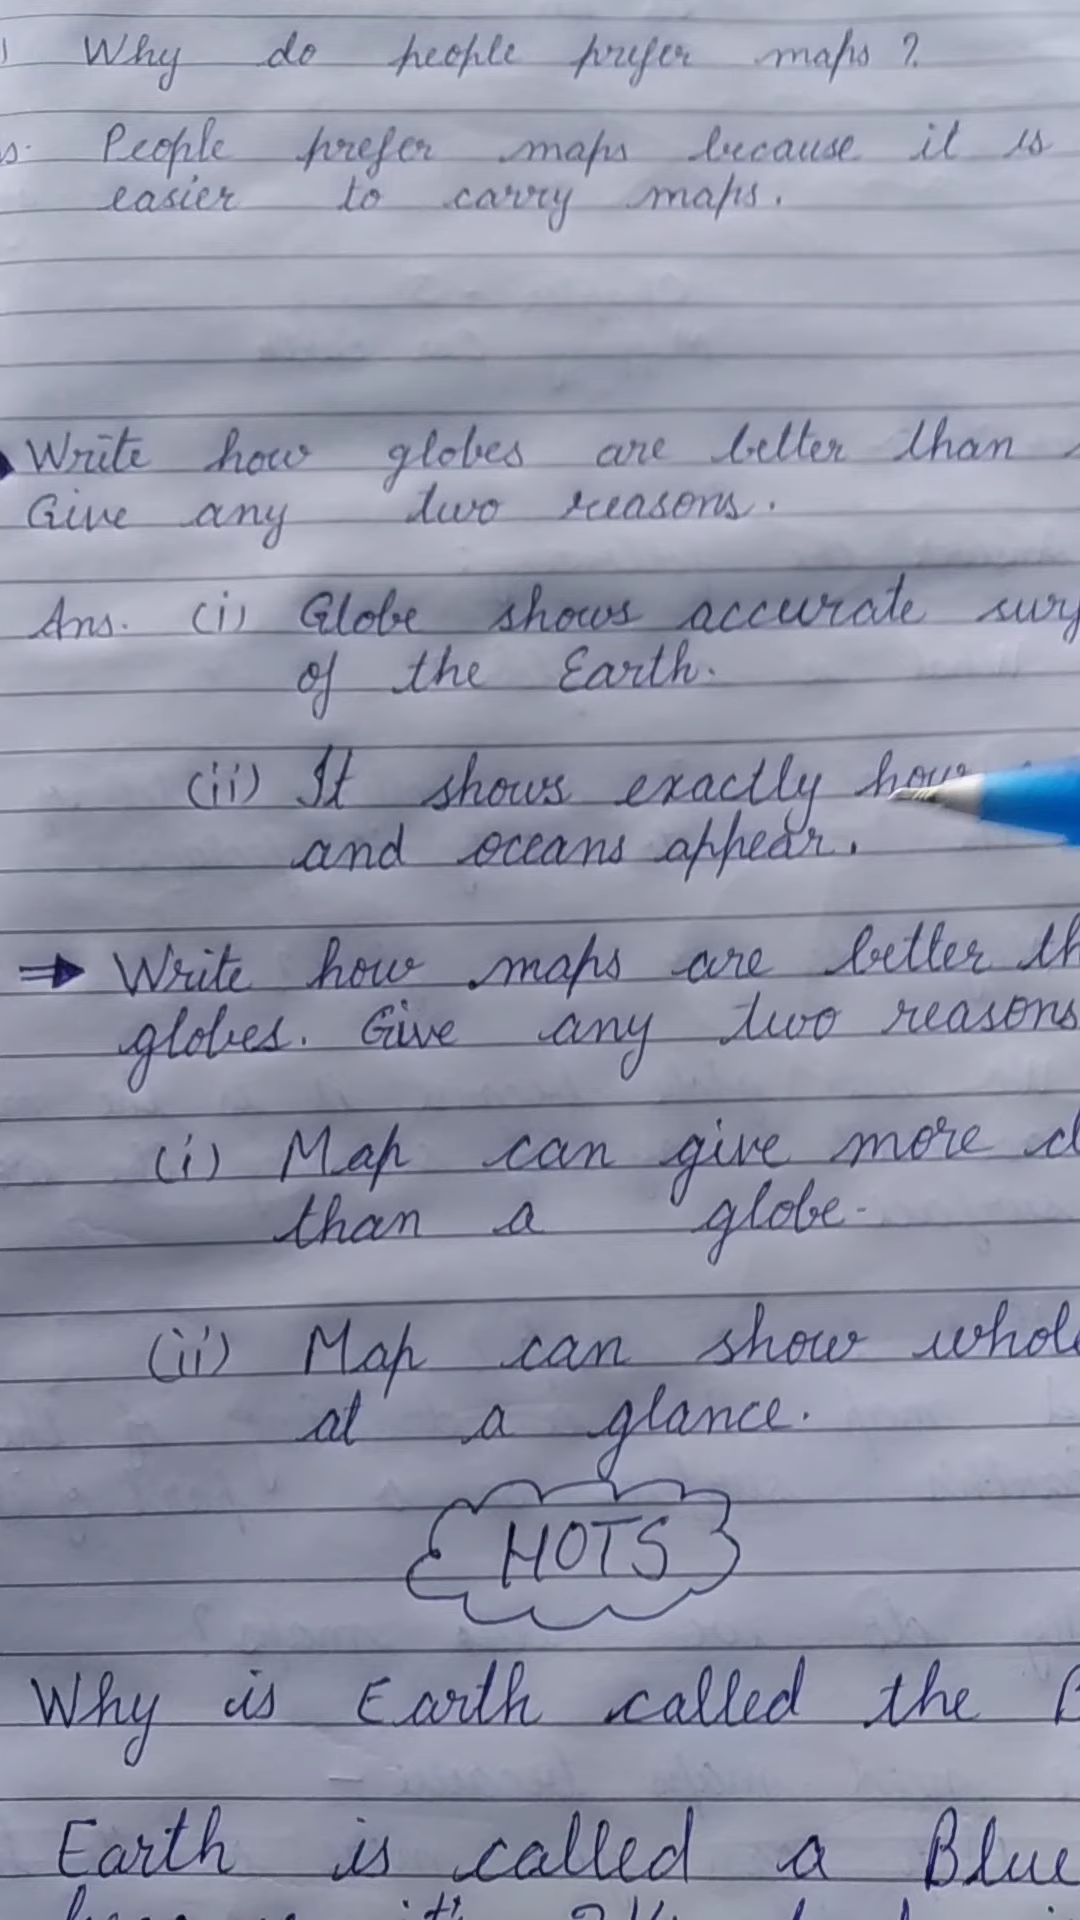 Why do people prefer maps ?
People prefer maps because it is
easier to carry maps.
Write how globes are better than
Give any two reasons.
Ans. (i) Globe shows accurate
of the Earth.
(ii) It shows exactly how
and oceans appear.
⇒ Write how maps are better
globes. Give any two reasons
(i) Map can give more
than a globe.
(ii) Map can show
at a glance.
HOTS
Why is Earth called the
Earth is called a Blue